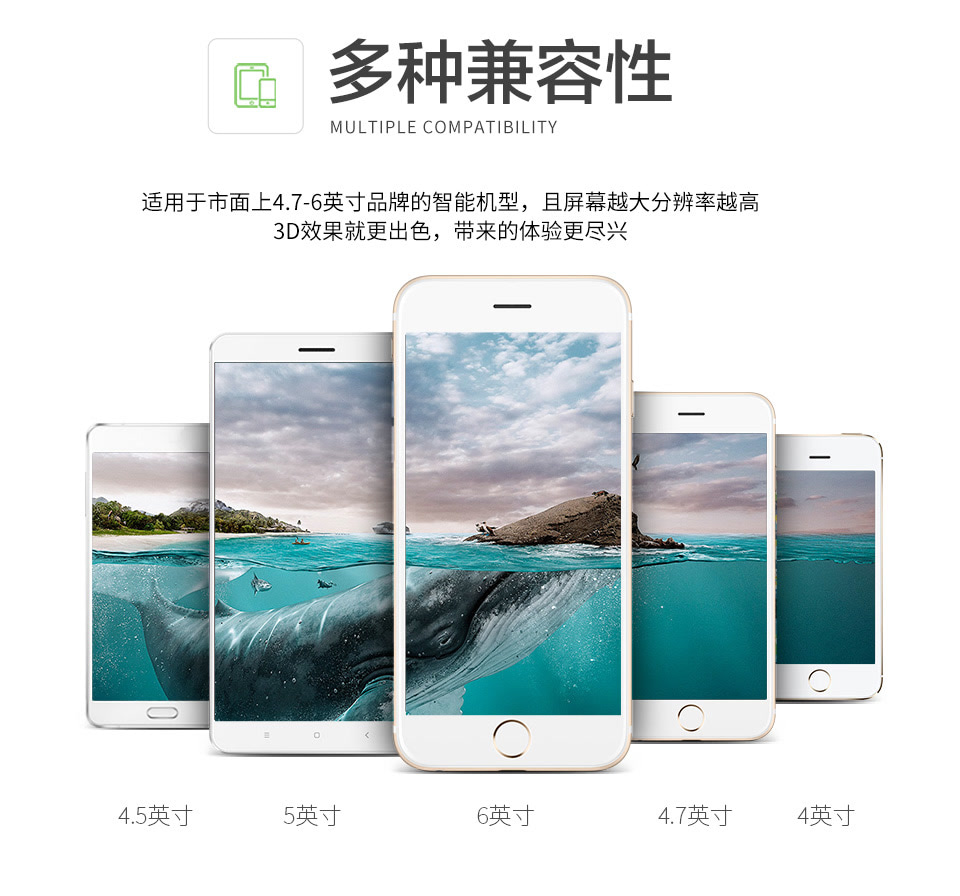 多种兼容性
MULTIPLE COMPATIBILITY
适用于市面上4.7-6英寸品牌的智能机型，且屏幕越大分辨率越高
3D效果就更出色，带来的体验更尽兴
4.5英寸
5英寸
6英寸
4.7英寸
4英寸